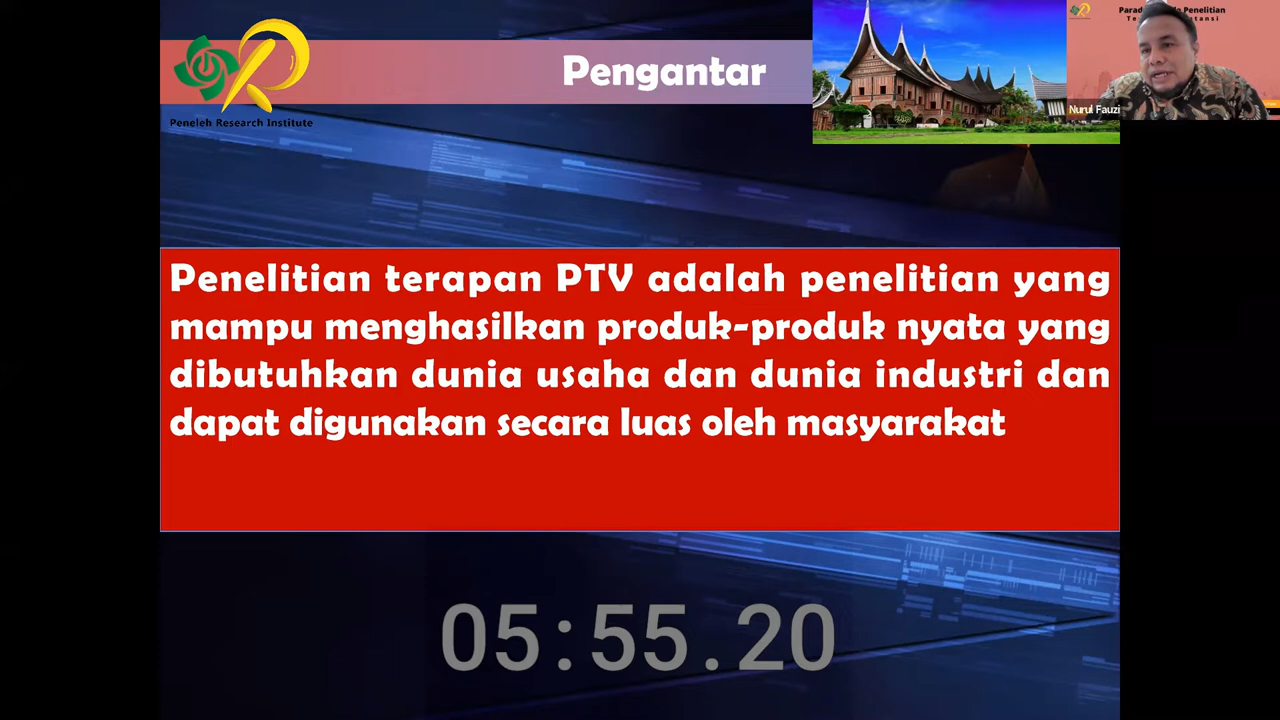 Pengantar
Peneleh Research Institute
Nurul Fauzi
Penelitian terapan PTV adalah penelitian yang
mampu menghasilkan produk-produk nyata yang
dibutuhkan dunia usaha dan dunia industri dan
dapat digunakan secara luas oleh masyarakat
05:55.20